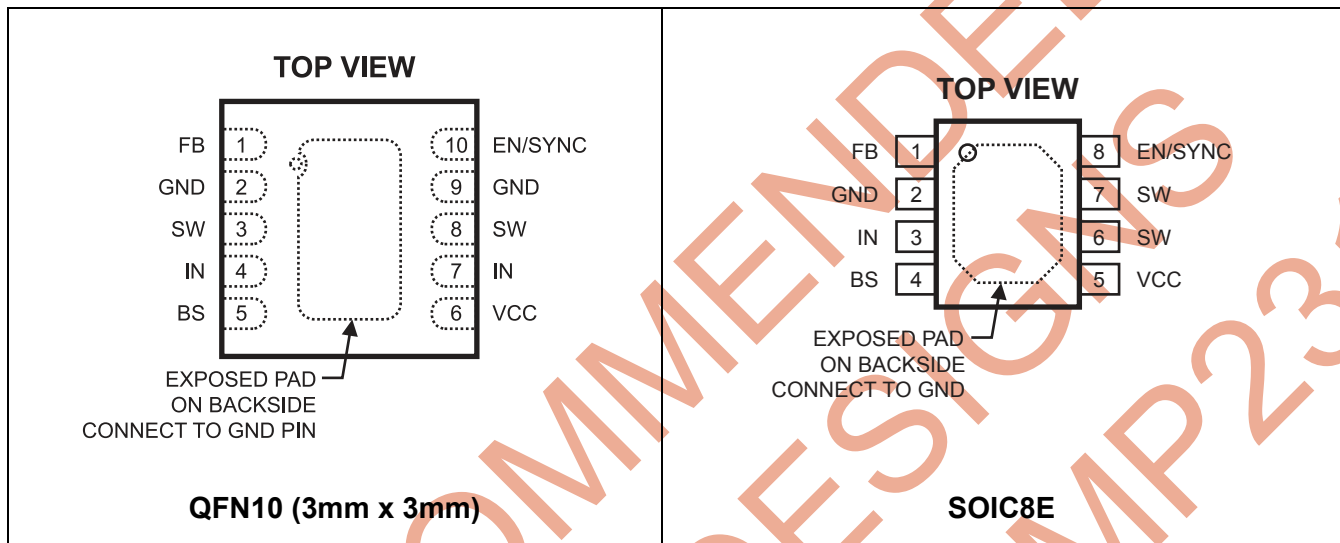 TOP VIEW
FB 1
GND 2
SW 3
IN 4
BS 5
10 EN/SYNC
9 GND
8 SW
7 IN
6 VCC
EXPOSED PAD
ON BACKSIDE
CONNECT TO GND PIN
QFN10 (3mm x 3mm)
TOP VIEW
FB 1
GND 2
IN 3
BS 4
8 EN/SYNC
7 SW
6 SW
5 VCC
EXPOSED PAD
ON BACKSIDE
CONNECT TO GND
SOIC8E
OMMENDE
ESIGNS
MP23